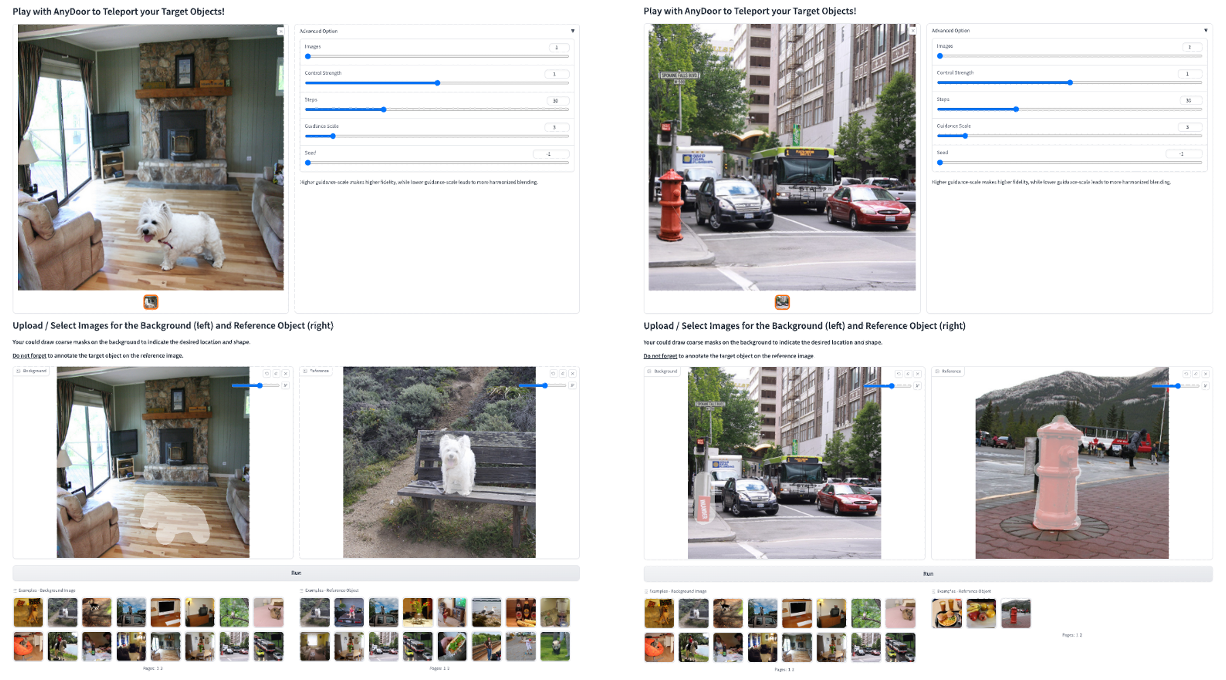 Play with AnyDoor to Teleport your Target Objects!
Advanced Option
Images
1
Control Strength
1
Steps
30
Guidance Scale
3
Seed
-1
Higher guidance-scale makes higher fidelity, while lower guidance-scale leads to more harmonized blending.
Upload / Select Images for the Background (left) and Reference Object (right)
Your could draw coarse masks on the background to indicate the desired location and shape.
Do not forget to annotate the target object on the reference image.
Background
Reference
Run
Examples - Background Image
Examples - Reference Object
Pages: 1 2
Pages: 1 2
Play with AnyDoor to Teleport your Target Objects!
SPOKANE FALLS BLVD
Advanced Option
Images
1
Control Strength
1
Steps
30
Guidance Scale
3
Seed
-1
Higher guidance-scale makes higher fidelity, while lower guidance-scale leads to more harmonized blending.
Upload / Select Images for the Background (left) and Reference Object (right)
Your could draw coarse masks on the background to indicate the desired location and shape.
Do not forget to annotate the target object on the reference image.
Background
Reference
Run
Examples - Background Image
Examples - Reference Object
Pages: 1 2
Pages: 1 2